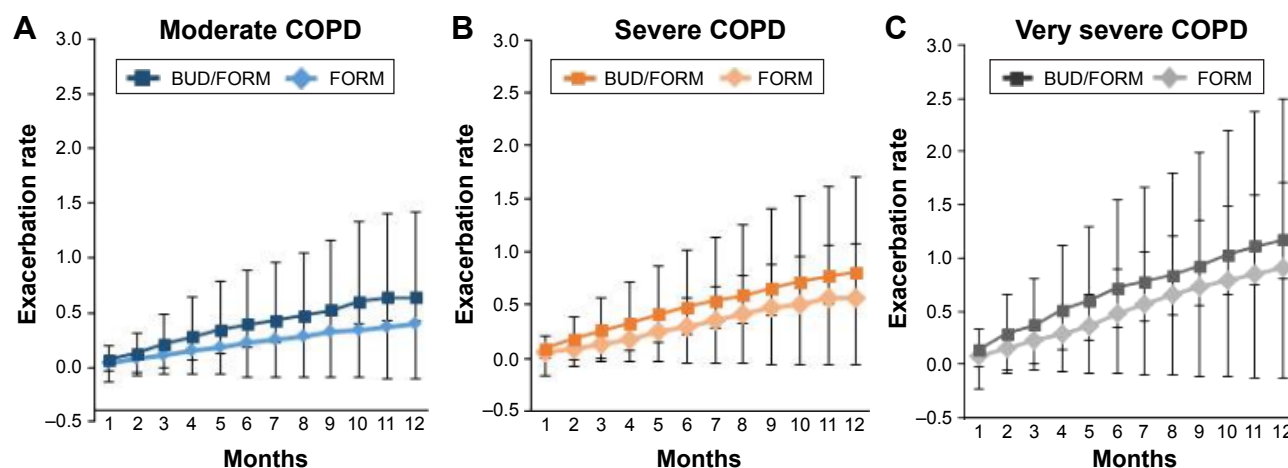 A Moderate COPD
Exacerbation rate
3.0
2.5
2.0
1.5
1.0
0.5
0.0
–0.5
BUD/FORM FORM
1 2 3 4 5 6 7 8 9 10 11 12
Months
B Severe COPD
Exacerbation rate
3.0
2.5
2.0
1.5
1.0
0.5
0.0
–0.5
BUD/FORM FORM
1 2 3 4 5 6 7 8 9 10 11 12
Months
C Very severe COPD
Exacerbation rate
3.0
2.5
2.0
1.5
1.0
0.5
0.0
–0.5
BUD/FORM FORM
1 2 3 4 5 6 7 8 9 10 11 12
Months